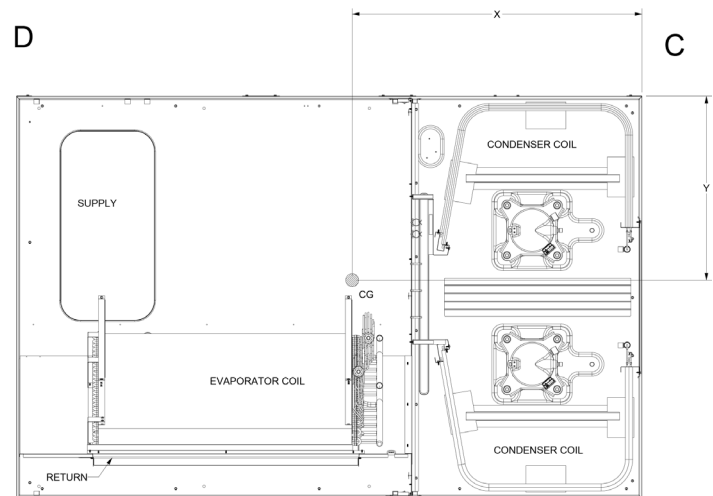 X
D
C
CONDENSER COIL
Y
SUPPLY
CG
EVAPORATOR COIL
CONDENSER COIL
RETURN